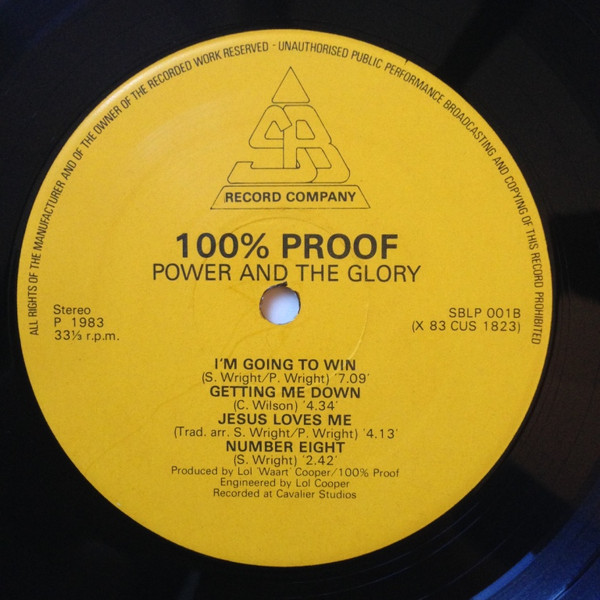 ALL RIGHTS OF THE MANUFACTURER AND OF THE OWNER OF THE RECORDED WORK RESERVED - UNAUTHORISED PUBLIC PERFORMANCE BROADCASTING AND COPYING OF THIS RECORD PROHIBITED
SRB
RECORD COMPANY
100% PROOF
POWER AND THE GLORY
Stereo
P 1983
33⅓ r.p.m.
SBLP 001B
(X 83 CUS 1823)
I'M GOING TO WIN
(S. Wright/P. Wright) '7.09'
GETTING ME DOWN
(C. Wilson) '4.34'
JESUS LOVES ME
(Trad. arr. S. Wright/P. Wright) '4.13'
NUMBER EIGHT
(S. Wright) '2.42'
Produced by Lol 'Waart' Cooper/100% Proof
Engineered by Lol Cooper
Recorded at Cavalier Studios